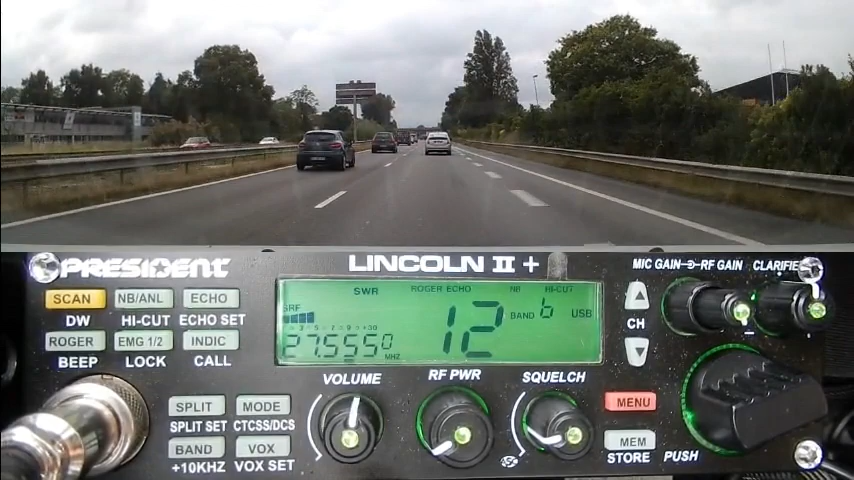 PRESIDENT
LINCOLN II +
MIC GAIN RF GAIN CLARIFIE
SCAN NB/ANL ECHO
DW HI-CUT ECHO SET
ROGER EMG 1/2 INDIC
BEEP LOCK CALL
SWR ROGER ECHO NB HI-CUT
12 BAND b USB
27.5550 MHZ
CH
VOLUME RF PWR SQUELCH
SPLIT MODE
SPLIT SET CTCSS/DCS
BAND VOX
+10KHZ VOX SET
MENU
MEM
STORE PUSH